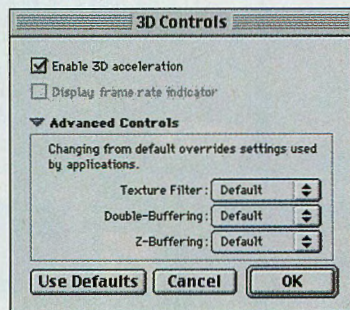 3D Controls
Enable 3D acceleration
Display frame rate indicator
Advanced Controls
Changing from default overrides settings used
by applications.
Texture Filter: Default
Double-Buffering: Default
Z-Buffering: Default
Use Defaults Cancel OK